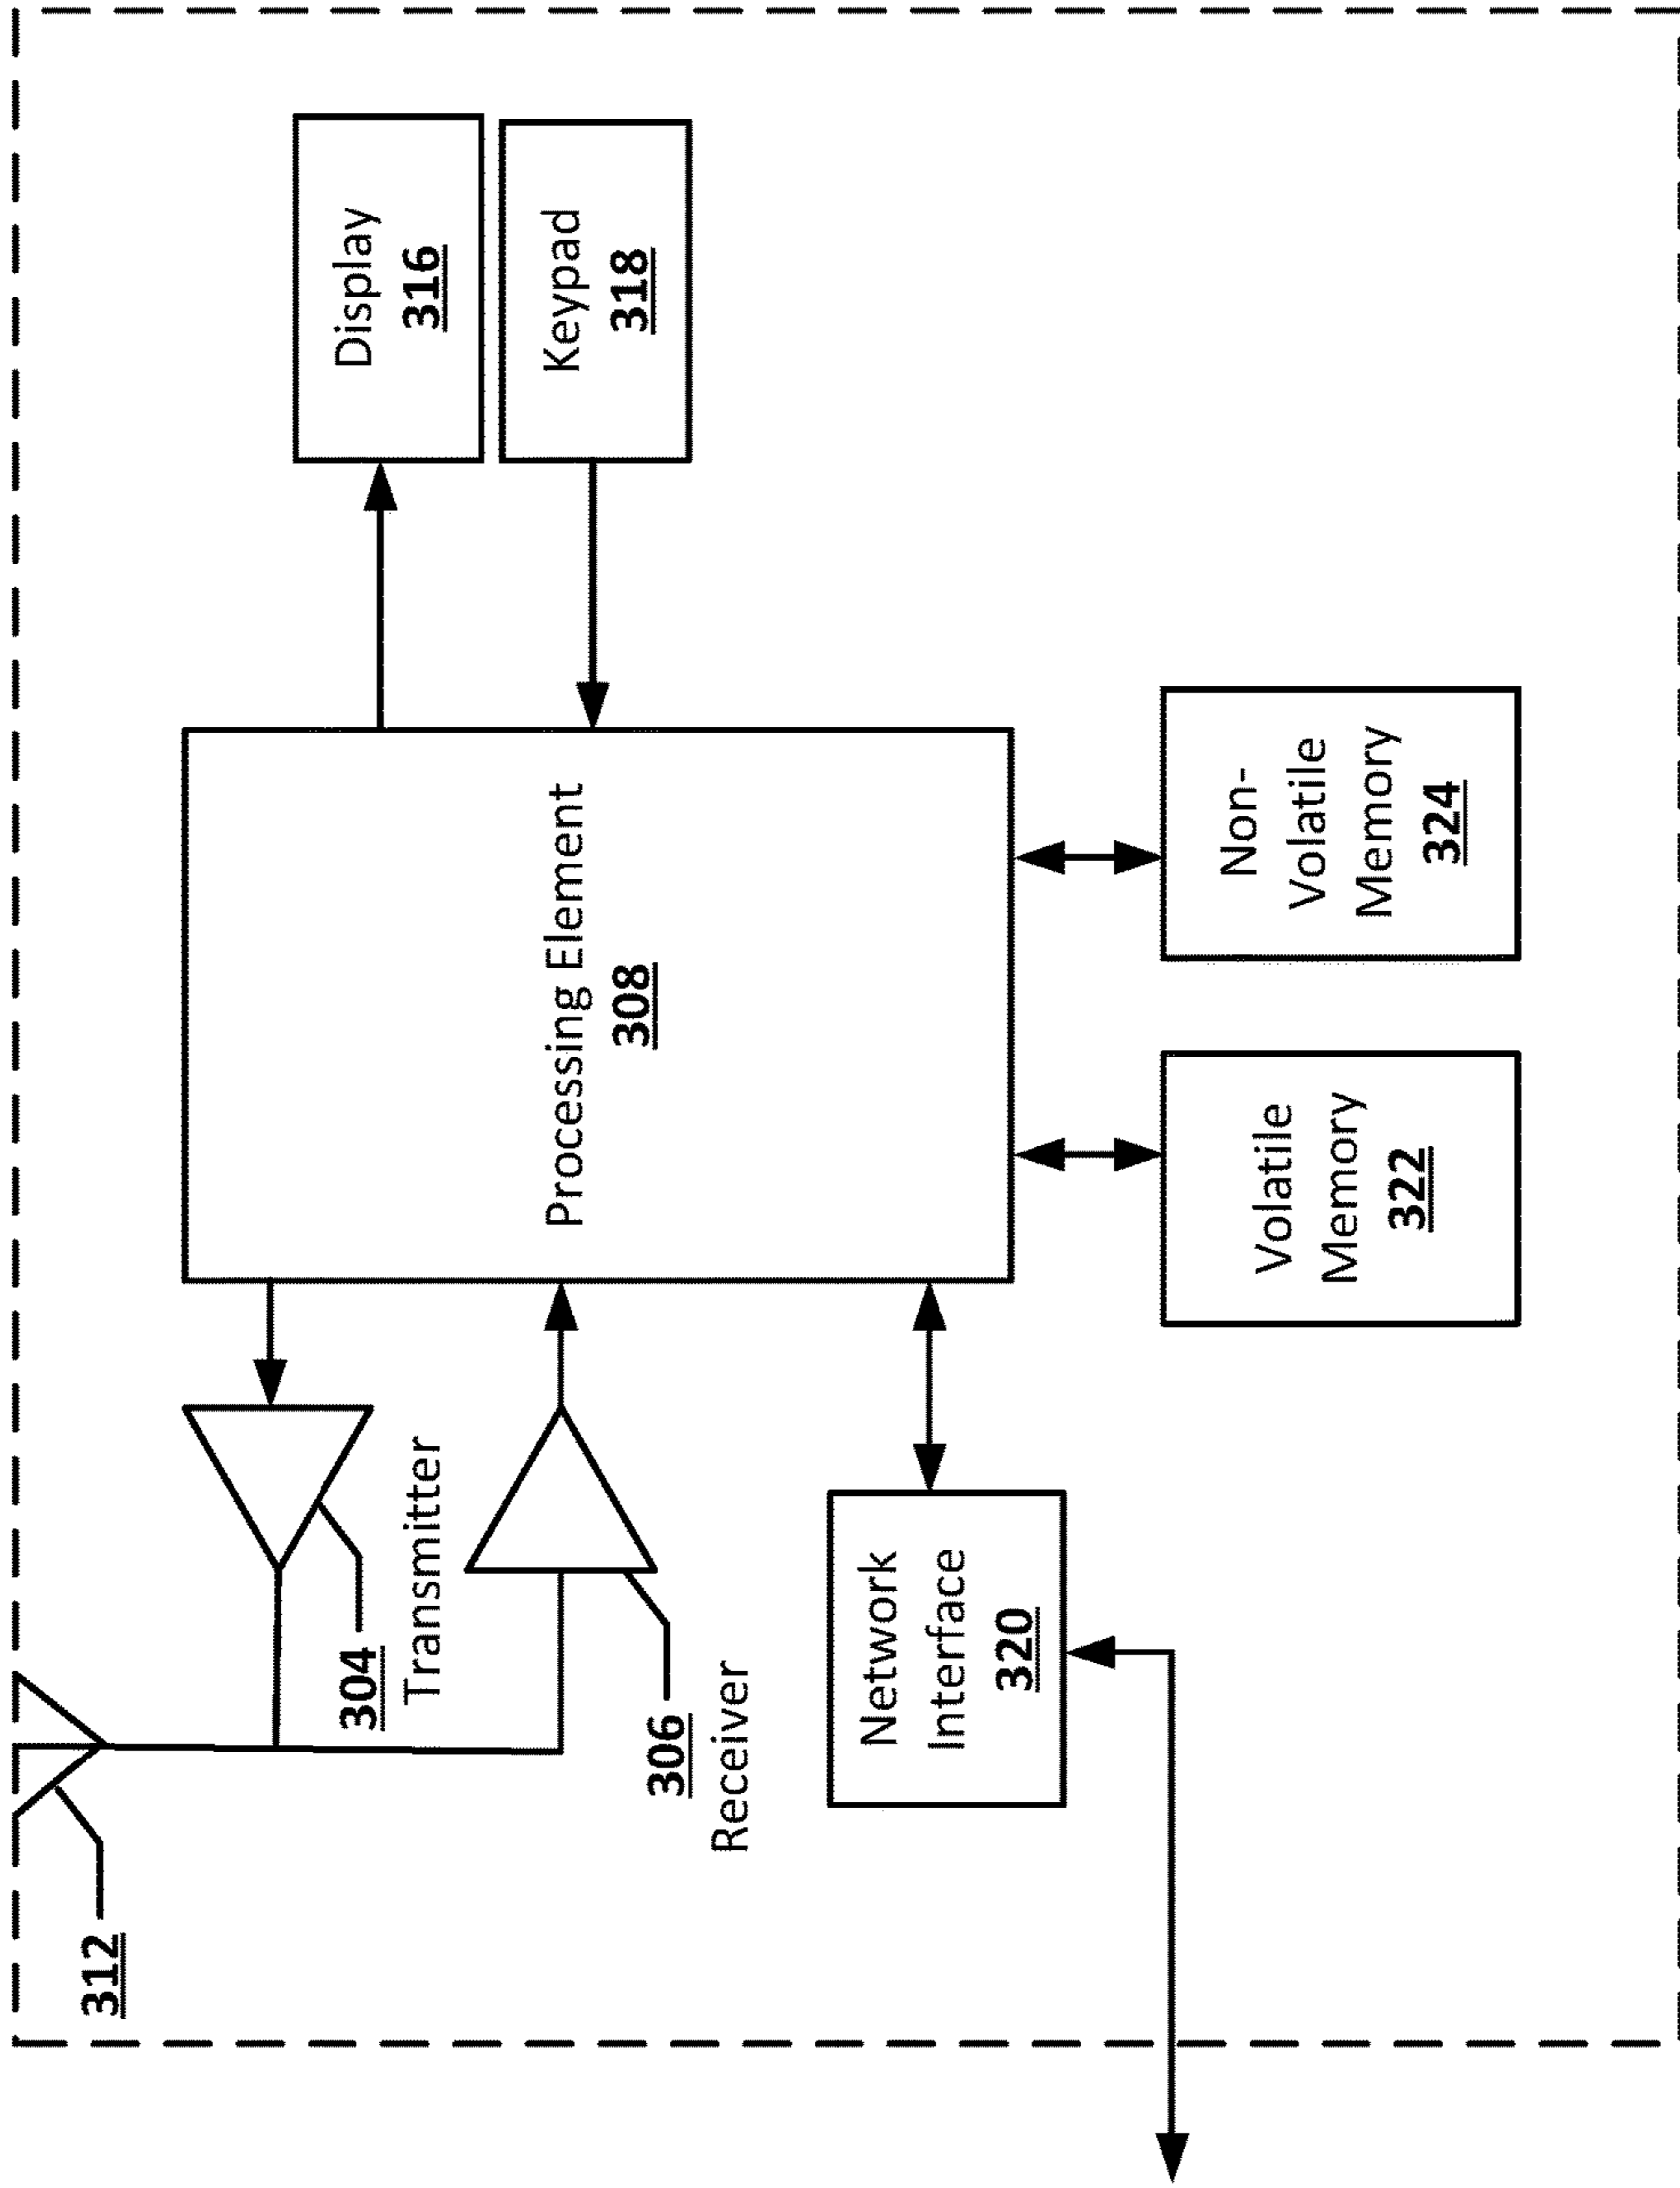 312
304
Transmitter
306
Receiver
Processing Element
308
Display
316
Keypad
318
Network
Interface
320
Volatile
Memory
322
Non-
Volatile
Memory
324